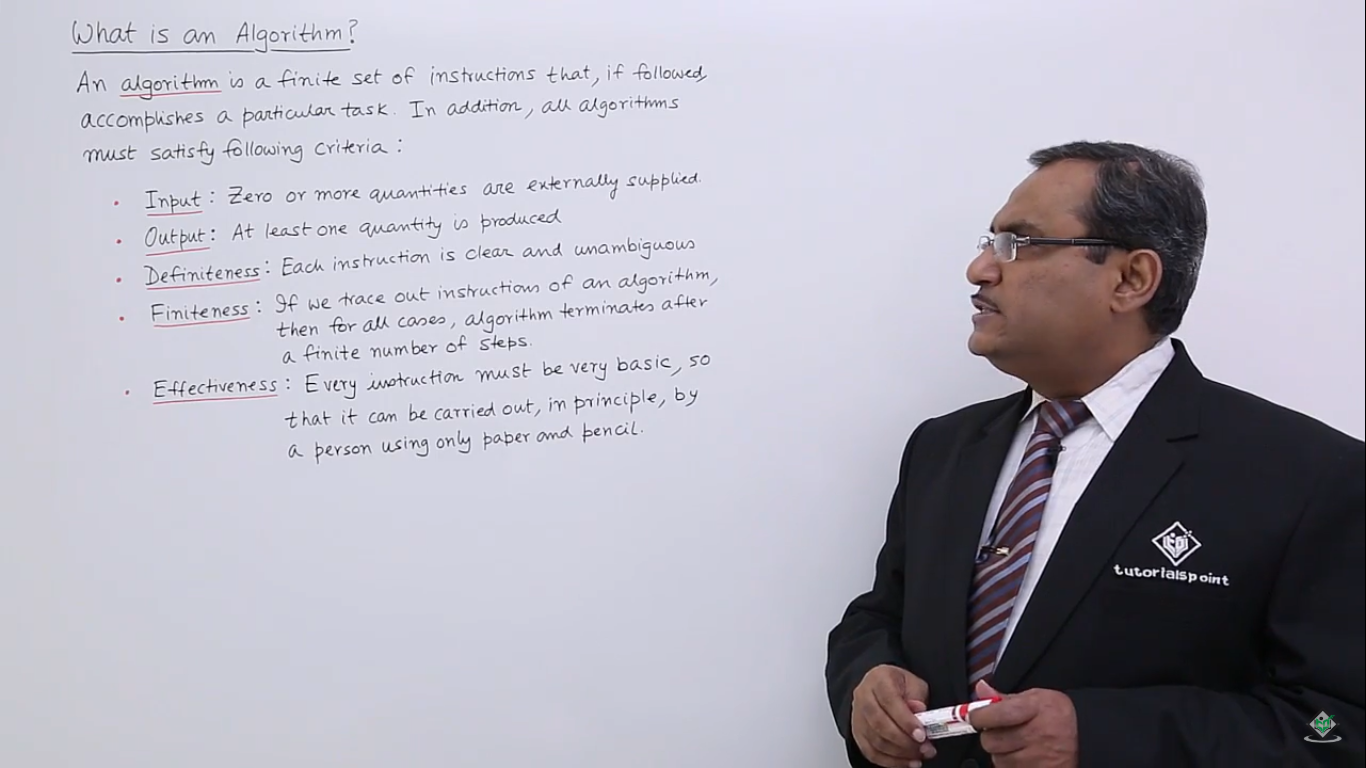 What is an Algorithm?
An algorithm is a finite set of instructions that, if followed,
accomplishes a particular task. In addition, all algorithms
must satisfy following criteria :
• Input : Zero or more quantities are externally supplied.
• Output : At least one quantity is produced
• Definiteness : Each instruction is clear and unambiguous
• Finiteness : If we trace out instructions of an algorithm,
then for all cases, algorithm terminates after
a finite number of steps.
• Effectiveness : Every instruction must be very basic, so
that it can be carried out, in principle, by
a person using only paper and pencil.
tutorialspoint